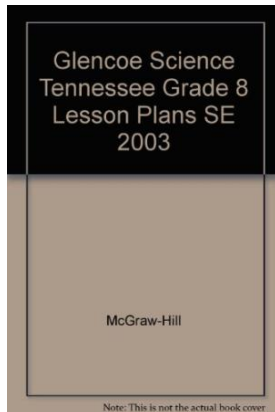 Glencoe Science
Tennessee Grade 8
Lesson Plans SE
2003
McGraw-Hill
Note: This is not the actual book cover